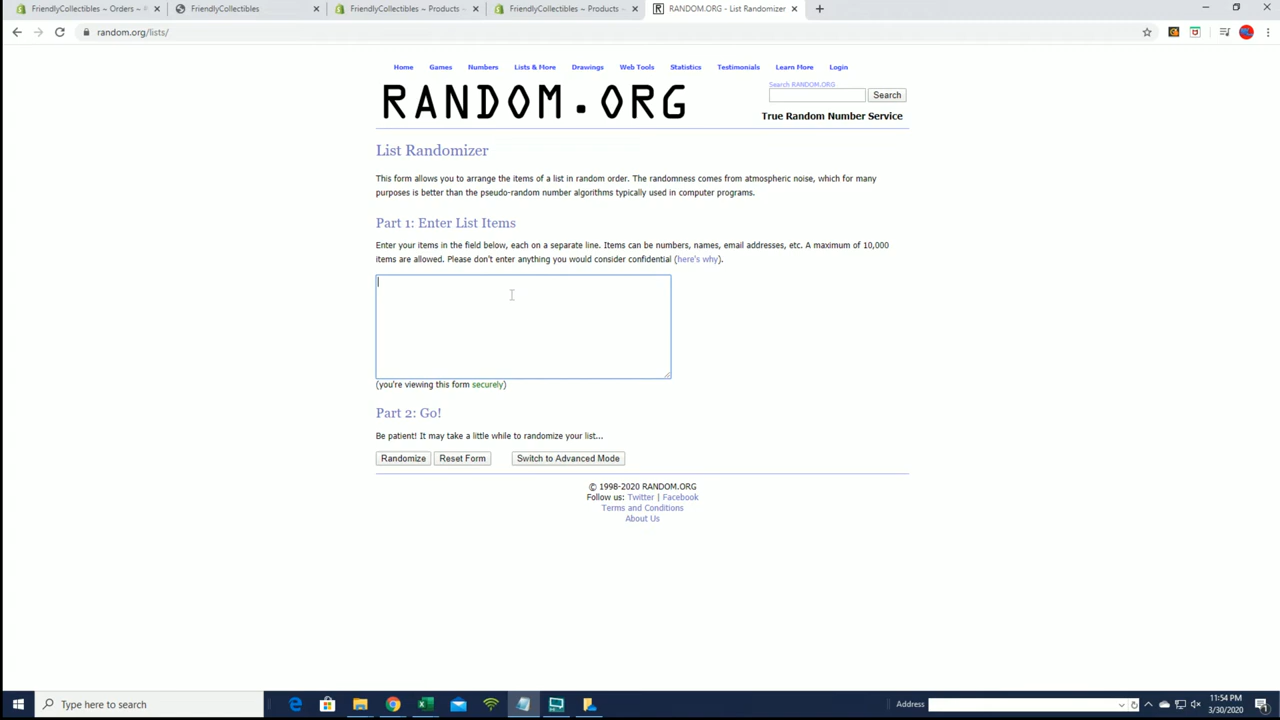 FriendlyCollectibles ~ Orders ~
FriendlyCollectibles
FriendlyCollectibles ~ Products ~
FriendlyCollectibles ~ Products ~
RANDOM.ORG - List Randomizer
random.org/lists/
Home Games Numbers Lists & More Drawings Web Tools Statistics Testimonials Learn More Login
RANDOM.ORG
Search RANDOM.ORG
Search
True Random Number Service
List Randomizer
This form allows you to arrange the items of a list in random order. The randomness comes from atmospheric noise, which for many
purposes is better than the pseudo-random number algorithms typically used in computer programs.
Part 1: Enter List Items
Enter your items in the field below, each on a separate line. Items can be numbers, names, email addresses, etc. A maximum of 10,000
items are allowed. Please don't enter anything you would consider confidential (here's why).
(you're viewing this form securely)
Part 2: Go!
Be patient! It may take a little while to randomize your list...
Randomize Reset Form Switch to Advanced Mode
© 1998-2020 RANDOM.ORG
Follow us: Twitter | Facebook
Terms and Conditions
About Us
Type here to search
Address
11:54 PM
3/30/2020